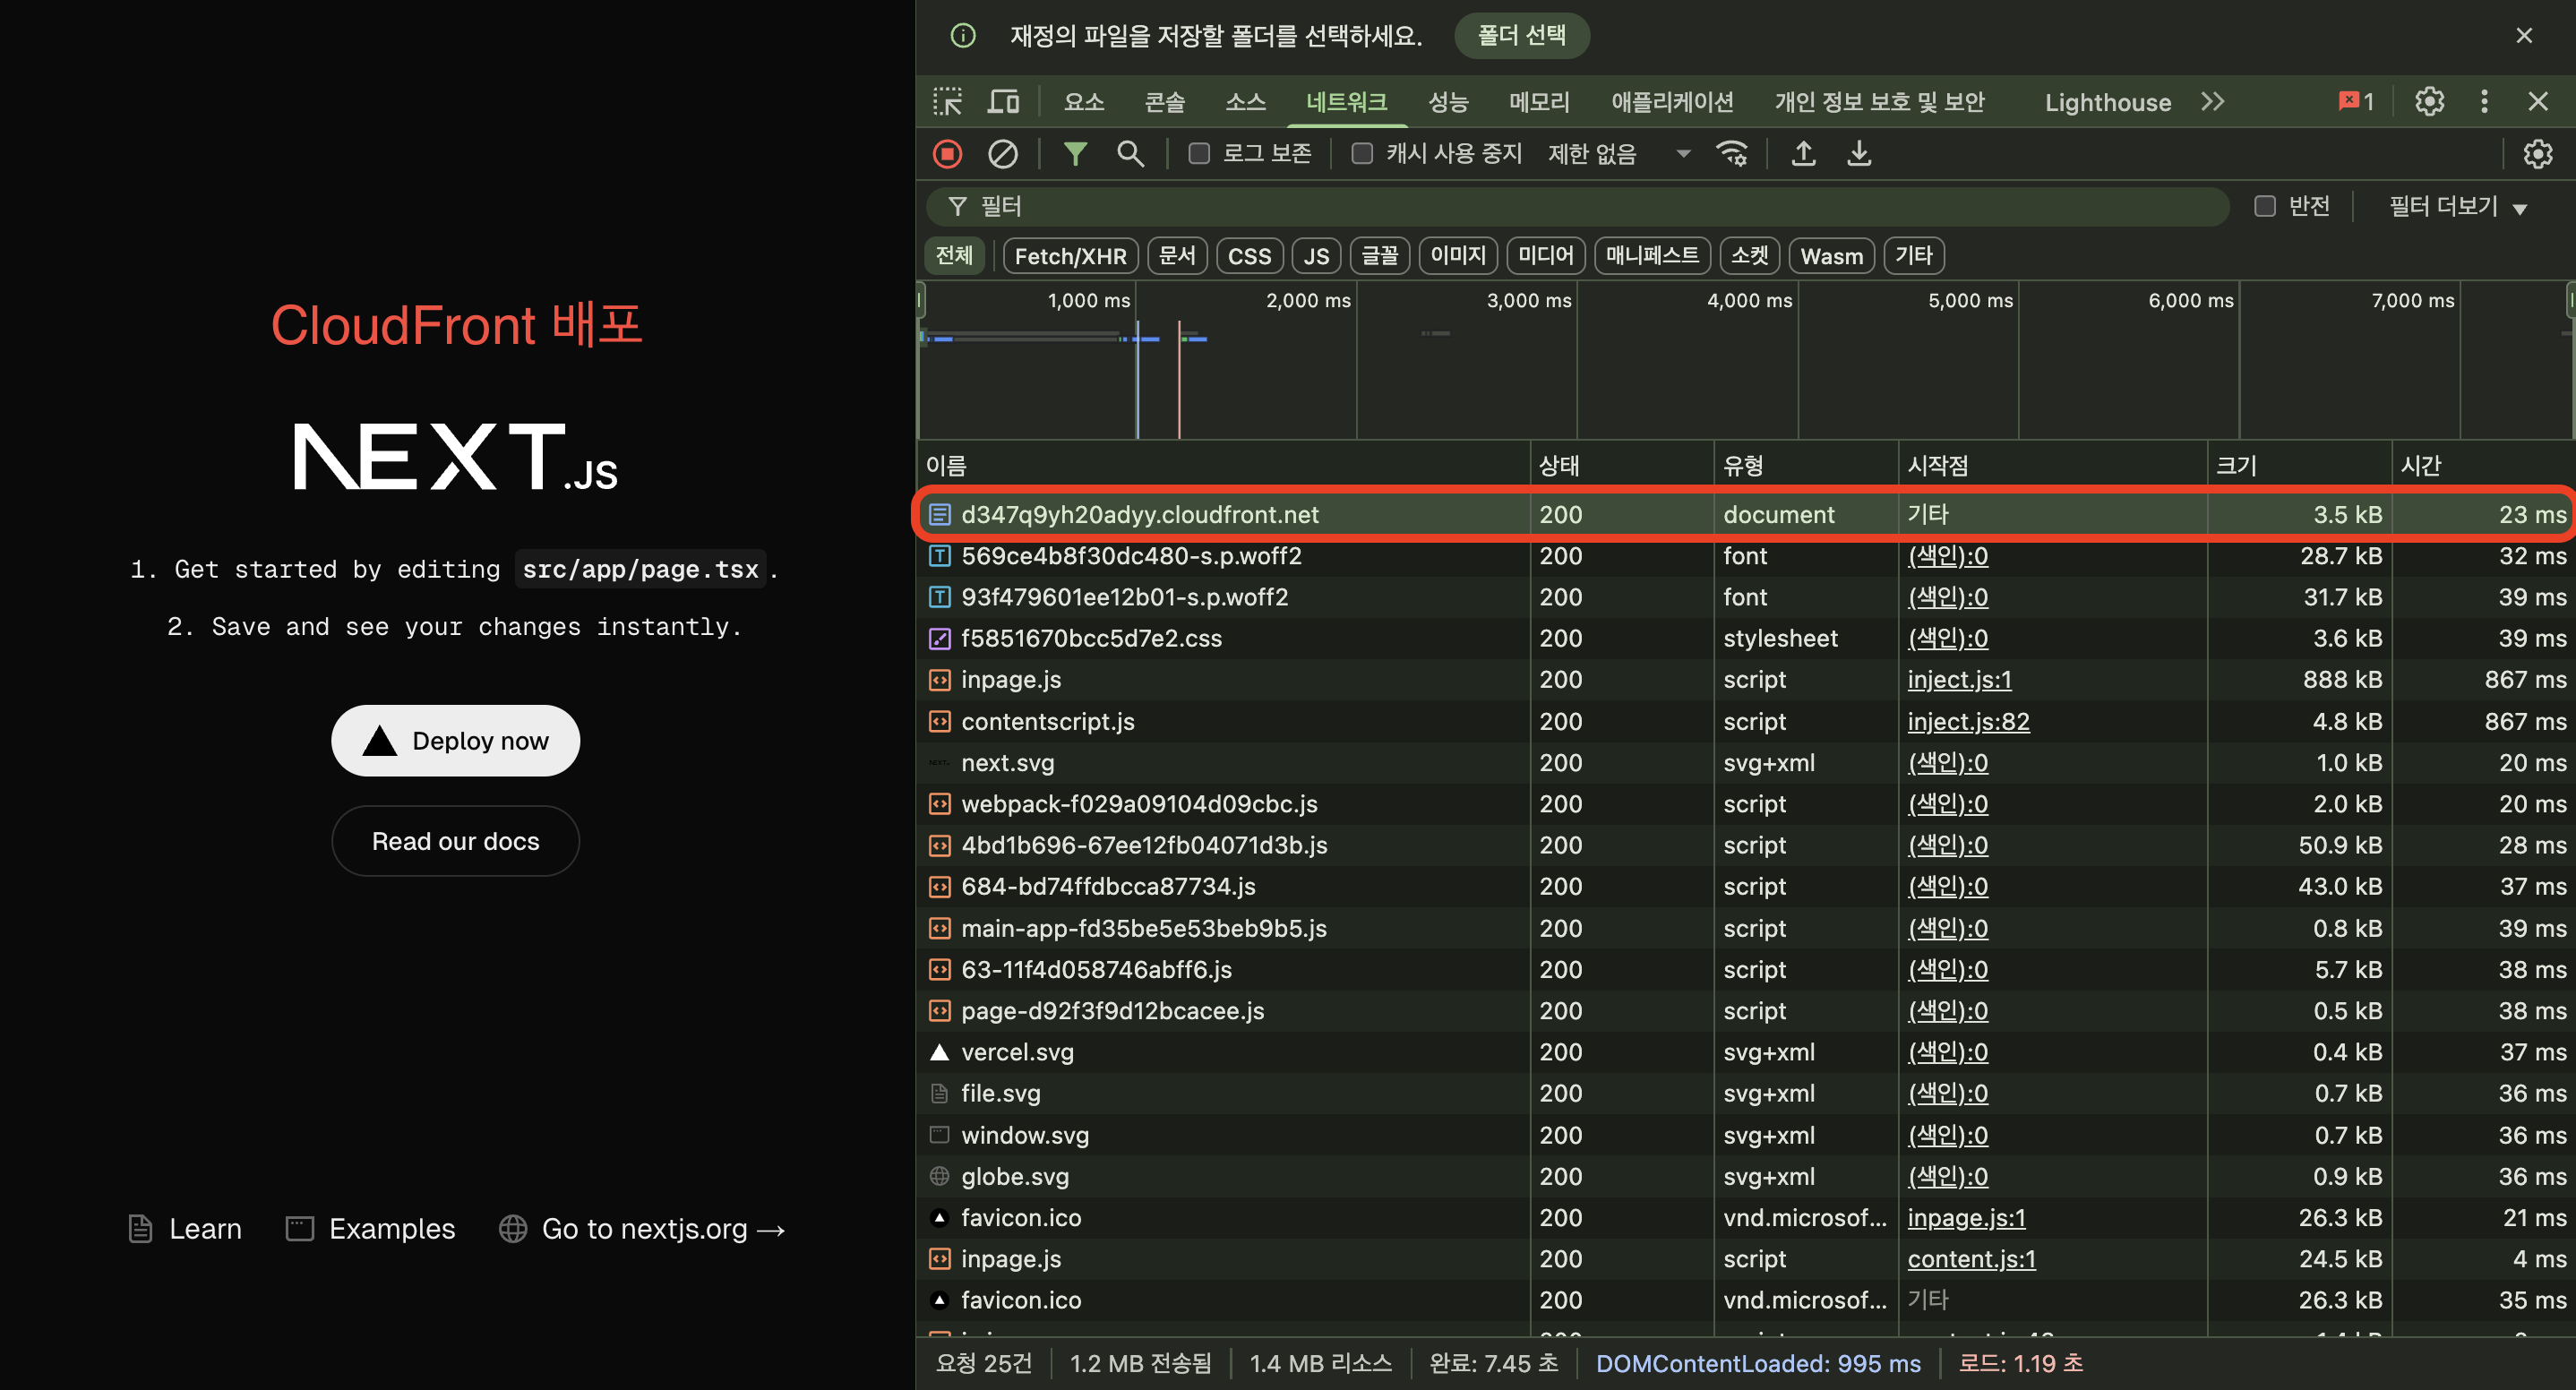 CloudFront 배포
NEXT.JS
1. Get started by editing src/app/page.tsx.
2. Save and see your changes instantly.
Deploy now
Read our docs
Learn Examples Go to nextjs.org →
재정의 파일을 저장할 폴더를 선택하세요. 폴더 선택
요소 콘솔 소스 네트워크 성능 메모리 애플리케이션 개인 정보 보호 및 보안 Lighthouse 1
로그 보존 캐시 사용 중지 제한 없음
필터 반전 필터 더보기
전체 Fetch/XHR 문서 CSS JS 글꼴 이미지 미디어 매니페스트 소켓 Wasm 기타
1,000 ms 2,000 ms 3,000 ms 4,000 ms 5,000 ms 6,000 ms 7,000 ms
이름 상태 유형 시작점 크기 시간
d347q9yh20adyy.cloudfront.net 200 document 기타 3.5 kB 23 ms
569ce4b8f30dc480-s.p.woff2 200 font (색인):0 28.7 kB 32 ms
93f479601ee12b01-s.p.woff2 200 font (색인):0 31.7 kB 39 ms
f5851670bcc5d7e2.css 200 stylesheet (색인):0 3.6 kB 39 ms
inpage.js 200 script inject.js:1 888 kB 867 ms
contentscript.js 200 script inject.js:82 4.8 kB 867 ms
next.svg 200 svg+xml (색인):0 1.0 kB 20 ms
webpack-f029a09104d09cbc.js 200 script (색인):0 2.0 kB 20 ms
4bd1b696-67ee12fb04071d3b.js 200 script (색인):0 50.9 kB 28 ms
684-bd74ffdbcca87734.js 200 script (색인):0 43.0 kB 37 ms
main-app-fd35be5e53beb9b5.js 200 script (색인):0 0.8 kB 39 ms
63-11f4d058746abff6.js 200 script (색인):0 5.7 kB 38 ms
page-d92f3f9d12bcacee.js 200 script (색인):0 0.5 kB 38 ms
vercel.svg 200 svg+xml (색인):0 0.4 kB 37 ms
file.svg 200 svg+xml (색인):0 0.7 kB 36 ms
window.svg 200 svg+xml (색인):0 0.7 kB 36 ms
globe.svg 200 svg+xml (색인):0 0.9 kB 36 ms
favicon.ico 200 vnd.microsof... inpage.js:1 26.3 kB 21 ms
inpage.js 200 script content.js:1 24.5 kB 4 ms
favicon.ico 200 vnd.microsof... 기타 26.3 kB 35 ms
요청 25건 1.2 MB 전송됨 1.4 MB 리소스 완료: 7.45 초 DOMContentLoaded: 995 ms 로드: 1.19 초